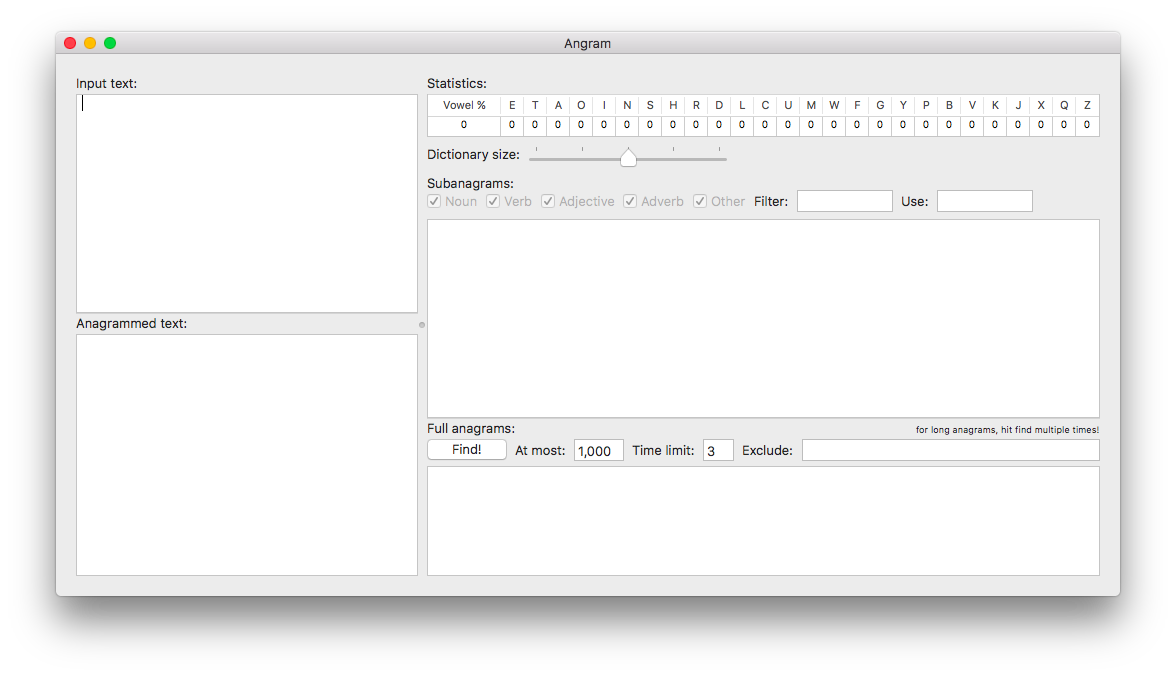 Angram
Input text:
Statistics:
Vowel % E T A O I N S H R D L C U M W F G Y P B V K J X Q Z
0 0 0 0 0 0 0 0 0 0 0 0 0 0 0 0 0 0 0 0 0 0 0 0 0 0 0
Dictionary size:
Subanagrams:
Noun Verb Adjective Adverb Other Filter: Use:
Anagrammed text:
Full anagrams: for long anagrams, hit find multiple times!
Find! At most: 1,000 Time limit: 3 Exclude: